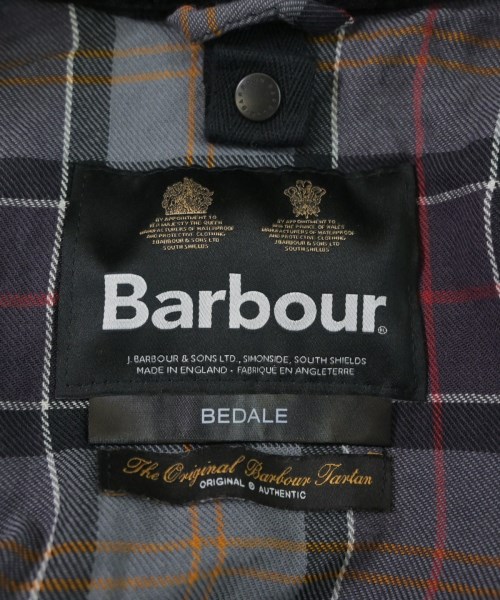 BY APPOINTMENT TO
HER MAJESTY THE QUEEN
MANUFACTURERS OF WATERPROOF
AND PROTECTIVE CLOTHING
J.BARBOUR & SONS LTD
SOUTH SHIELDS
BY APPOINTMENT TO
HRH THE PRINCE OF WALES
MANUFACTURERS OF WATERPROOF
AND PROTECTIVE CLOTHING
J.BARBOUR & SONS LTD
SOUTH SHIELDS
Barbour®
J. BARBOUR & SONS LTD., SIMONSIDE, SOUTH SHIELDS
MADE IN ENGLAND - FABRIQUÉ EN ANGLETERRE
BEDALE
The Original Barbour Tartan
ORIGINAL & AUTHENTIC